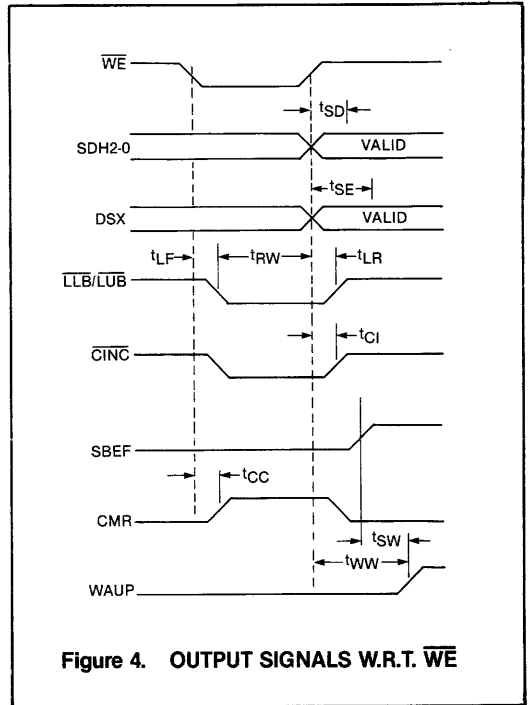 WE
tSD
SDH2-0 VALID
tSE
DSX VALID
tLF tRW tLR
LLB/LUB
tCI
CINC
SBEF
tCC
CMR
tSW
tWW
WAUP
Figure 4. OUTPUT SIGNALS W.R.T. WE